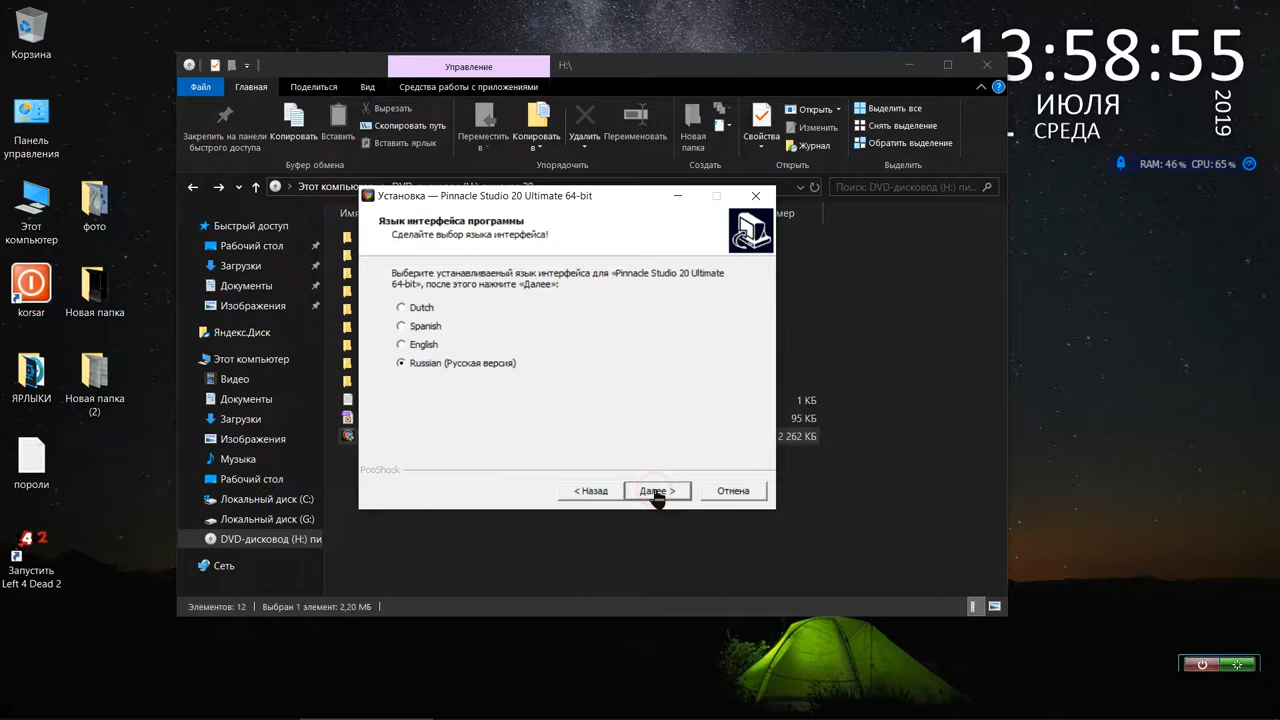 Корзина
Панель
управления
Этот
компьютер
фото
korsar
Новая папка
ЯРЛЫКИ
Новая папка
(2)
пороли
Запустить
Left 4 Dead 2
Управление
H:\
Файл
Главная
Поделиться
Вид
Средства работы с приложениями
Закрепить на панели
быстрого доступа
Копировать
Вставить
Вырезать
Скопировать путь
Вставить ярлык
Буфер обмена
Переместить
в
Копировать
в
Удалить
Переименовать
Упорядочить
Новая
папка
Создать
Свойства
Открыть
Изменить
Журнал
Открыть
Выделить все
Снять выделение
Обратить выделение
Выделить
Поиск: DVD-дисковод (H:) пи...
Быстрый доступ
Рабочий стол
Загрузки
Документы
Изображения
Яндекс.Диск
Этот компьютер
Видео
Документы
Загрузки
Изображения
Музыка
Рабочий стол
Локальный диск (C:)
Локальный диск (G:)
DVD-дисковод (H:) пи
Сеть
1 КБ
95 КБ
2 262 КБ
Элементов: 12
Выбран 1 элемент: 2,20 МБ
Установка — Pinnacle Studio 20 Ultimate 64-bit
Язык интерфейса программы
Сделайте выбор языка интерфейса!
Выберите устанавливаемый язык интерфейса для «Pinnacle Studio 20 Ultimate
64-bit», после этого нажмите «Далее»:
Dutch
Spanish
English
Russian (Русская версия)
PooShock
< Назад
Далее >
Отмена
13:58:55
ИЮЛЯ
СРЕДА
2019
RAM: 46 % CPU: 65 %